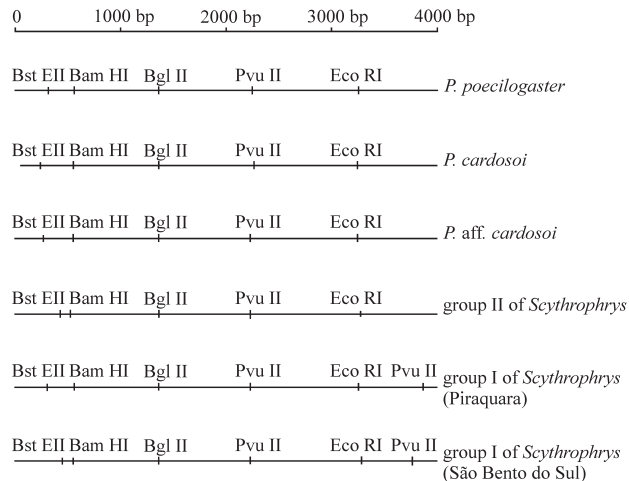 0 1000 bp 2000 bp 3000 bp 4000 bp
Bst EII Bam HI Bgl II Pvu II Eco RI
P. poecilogaster
Bst EII Bam HI Bgl II Pvu II Eco RI
P. cardosoi
Bst EII Bam HI Bgl II Pvu II Eco RI
P. aff. cardosoi
Bst EII Bam HI Bgl II Pvu II Eco RI
group II of Scythrophrys
Bst EII Bam HI Bgl II Pvu II Eco RI Pvu II
group I of Scythrophrys
(Piraquara)
Bst EII Bam HI Bgl II Pvu II Eco RI Pvu II
group I of Scythrophrys
(São Bento do Sul)